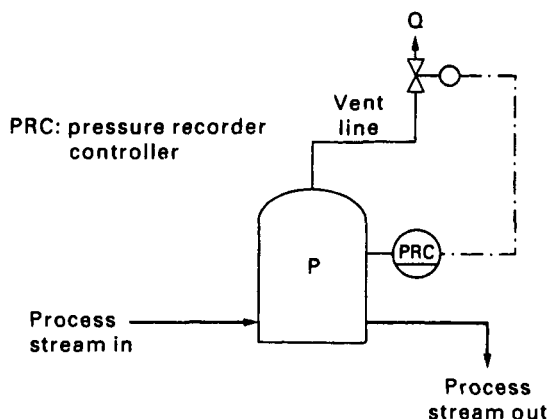 Q
Vent
line
PRC: pressure recorder
controller
PRC
P
Process
stream in
Process
stream out